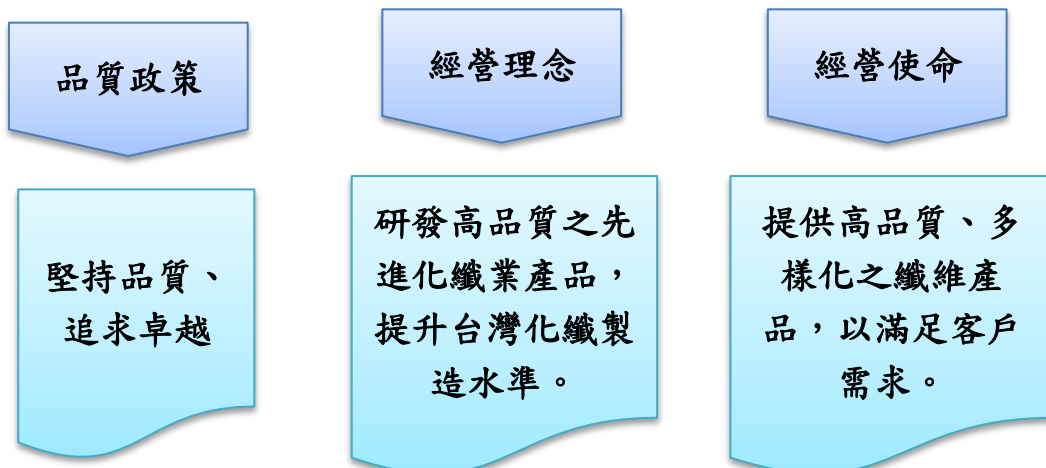 品質政策
堅持品質、
追求卓越
經營理念
研發高品質之先
進化纖業產品，
提升台灣化纖製
造水準。
經營使命
提供高品質、多
樣化之纖維產
品，以滿足客戶
需求。